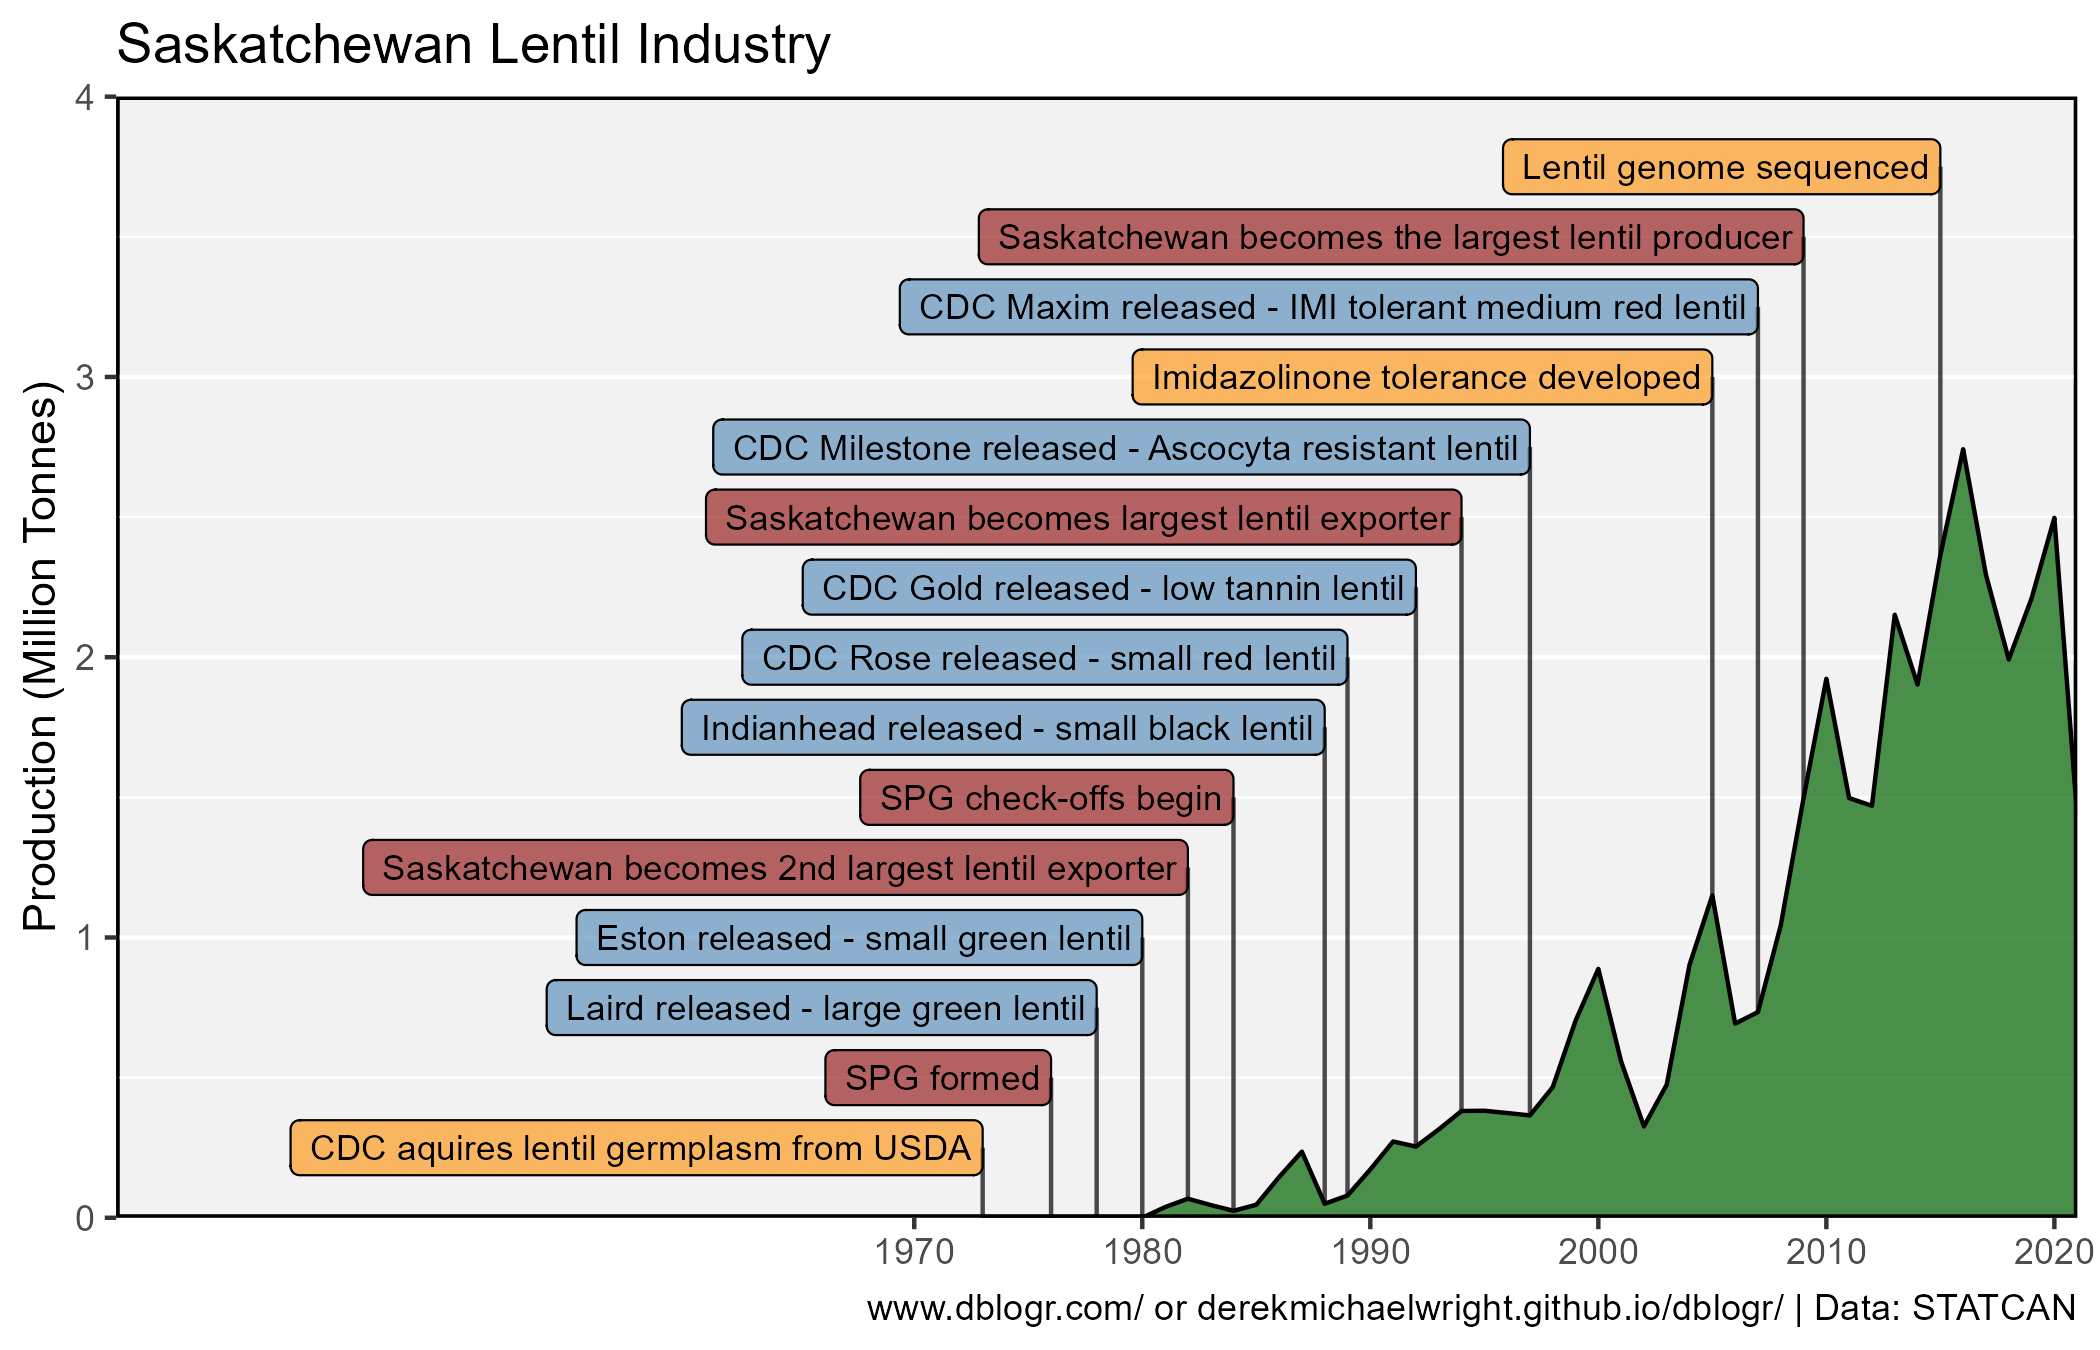 Saskatchewan Lentil Industry
4
Lentil genome sequenced
Saskatchewan becomes the largest lentil producer
CDC Maxim released - IMI tolerant medium red lentil
3
Imidazolinone tolerance developed
CDC Milestone released - Ascocyta resistant lentil
Saskatchewan becomes largest lentil exporter
CDC Gold released - low tannin lentil
2
CDC Rose released - small red lentil
Indianhead released - small black lentil
SPG check-offs begin
Saskatchewan becomes 2nd largest lentil exporter
1
Eston released - small green lentil
Laird released - large green lentil
SPG formed
CDC aquires lentil germplasm from USDA
0
Production (Million Tonnes)
1970 1980 1990 2000 2010 2020
www.dblogr.com/ or derekmichaelwright.github.io/dblogr/ | Data: STATCAN